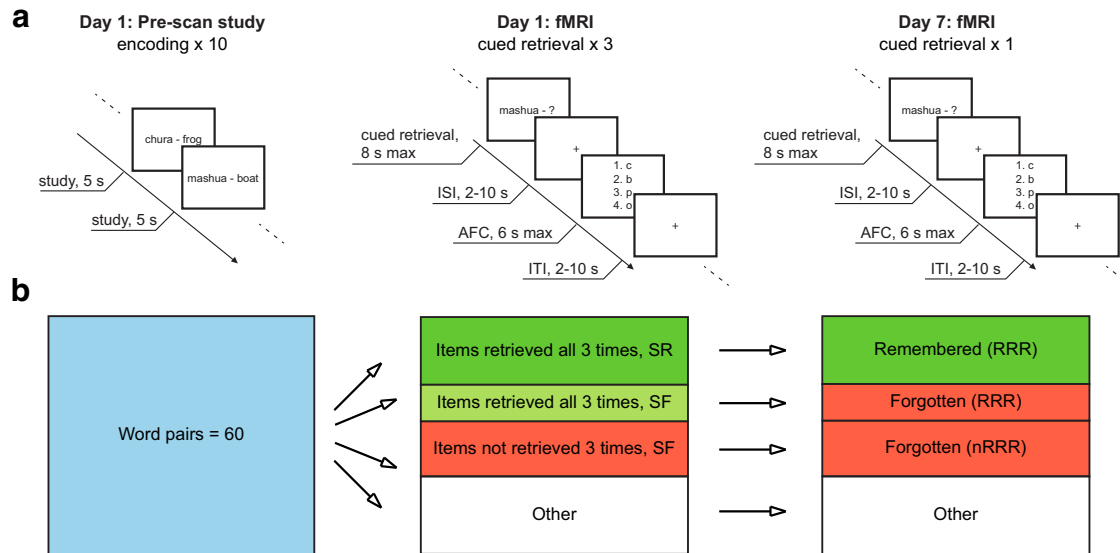 a
Day 1: Pre-scan study
encoding x 10
chura - frog
mashua - boat
study, 5 s
study, 5 s
Day 1: fMRI
cued retrieval x 3
mashua - ?
+
1. c
2. b
3. p
4. o
+
cued retrieval,
8 s max
ISI, 2-10 s
AFC, 6 s max
ITI, 2-10 s
Day 7: fMRI
cued retrieval x 1
mashua - ?
+
1. c
2. b
3. p
4. o
+
cued retrieval,
8 s max
ISI, 2-10 s
AFC, 6 s max
ITI, 2-10 s
b
Word pairs = 60
Items retrieved all 3 times, SR
Items retrieved all 3 times, SF
Items not retrieved 3 times, SF
Other
Remembered (RRR)
Forgotten (RRR)
Forgotten (nRRR)
Other